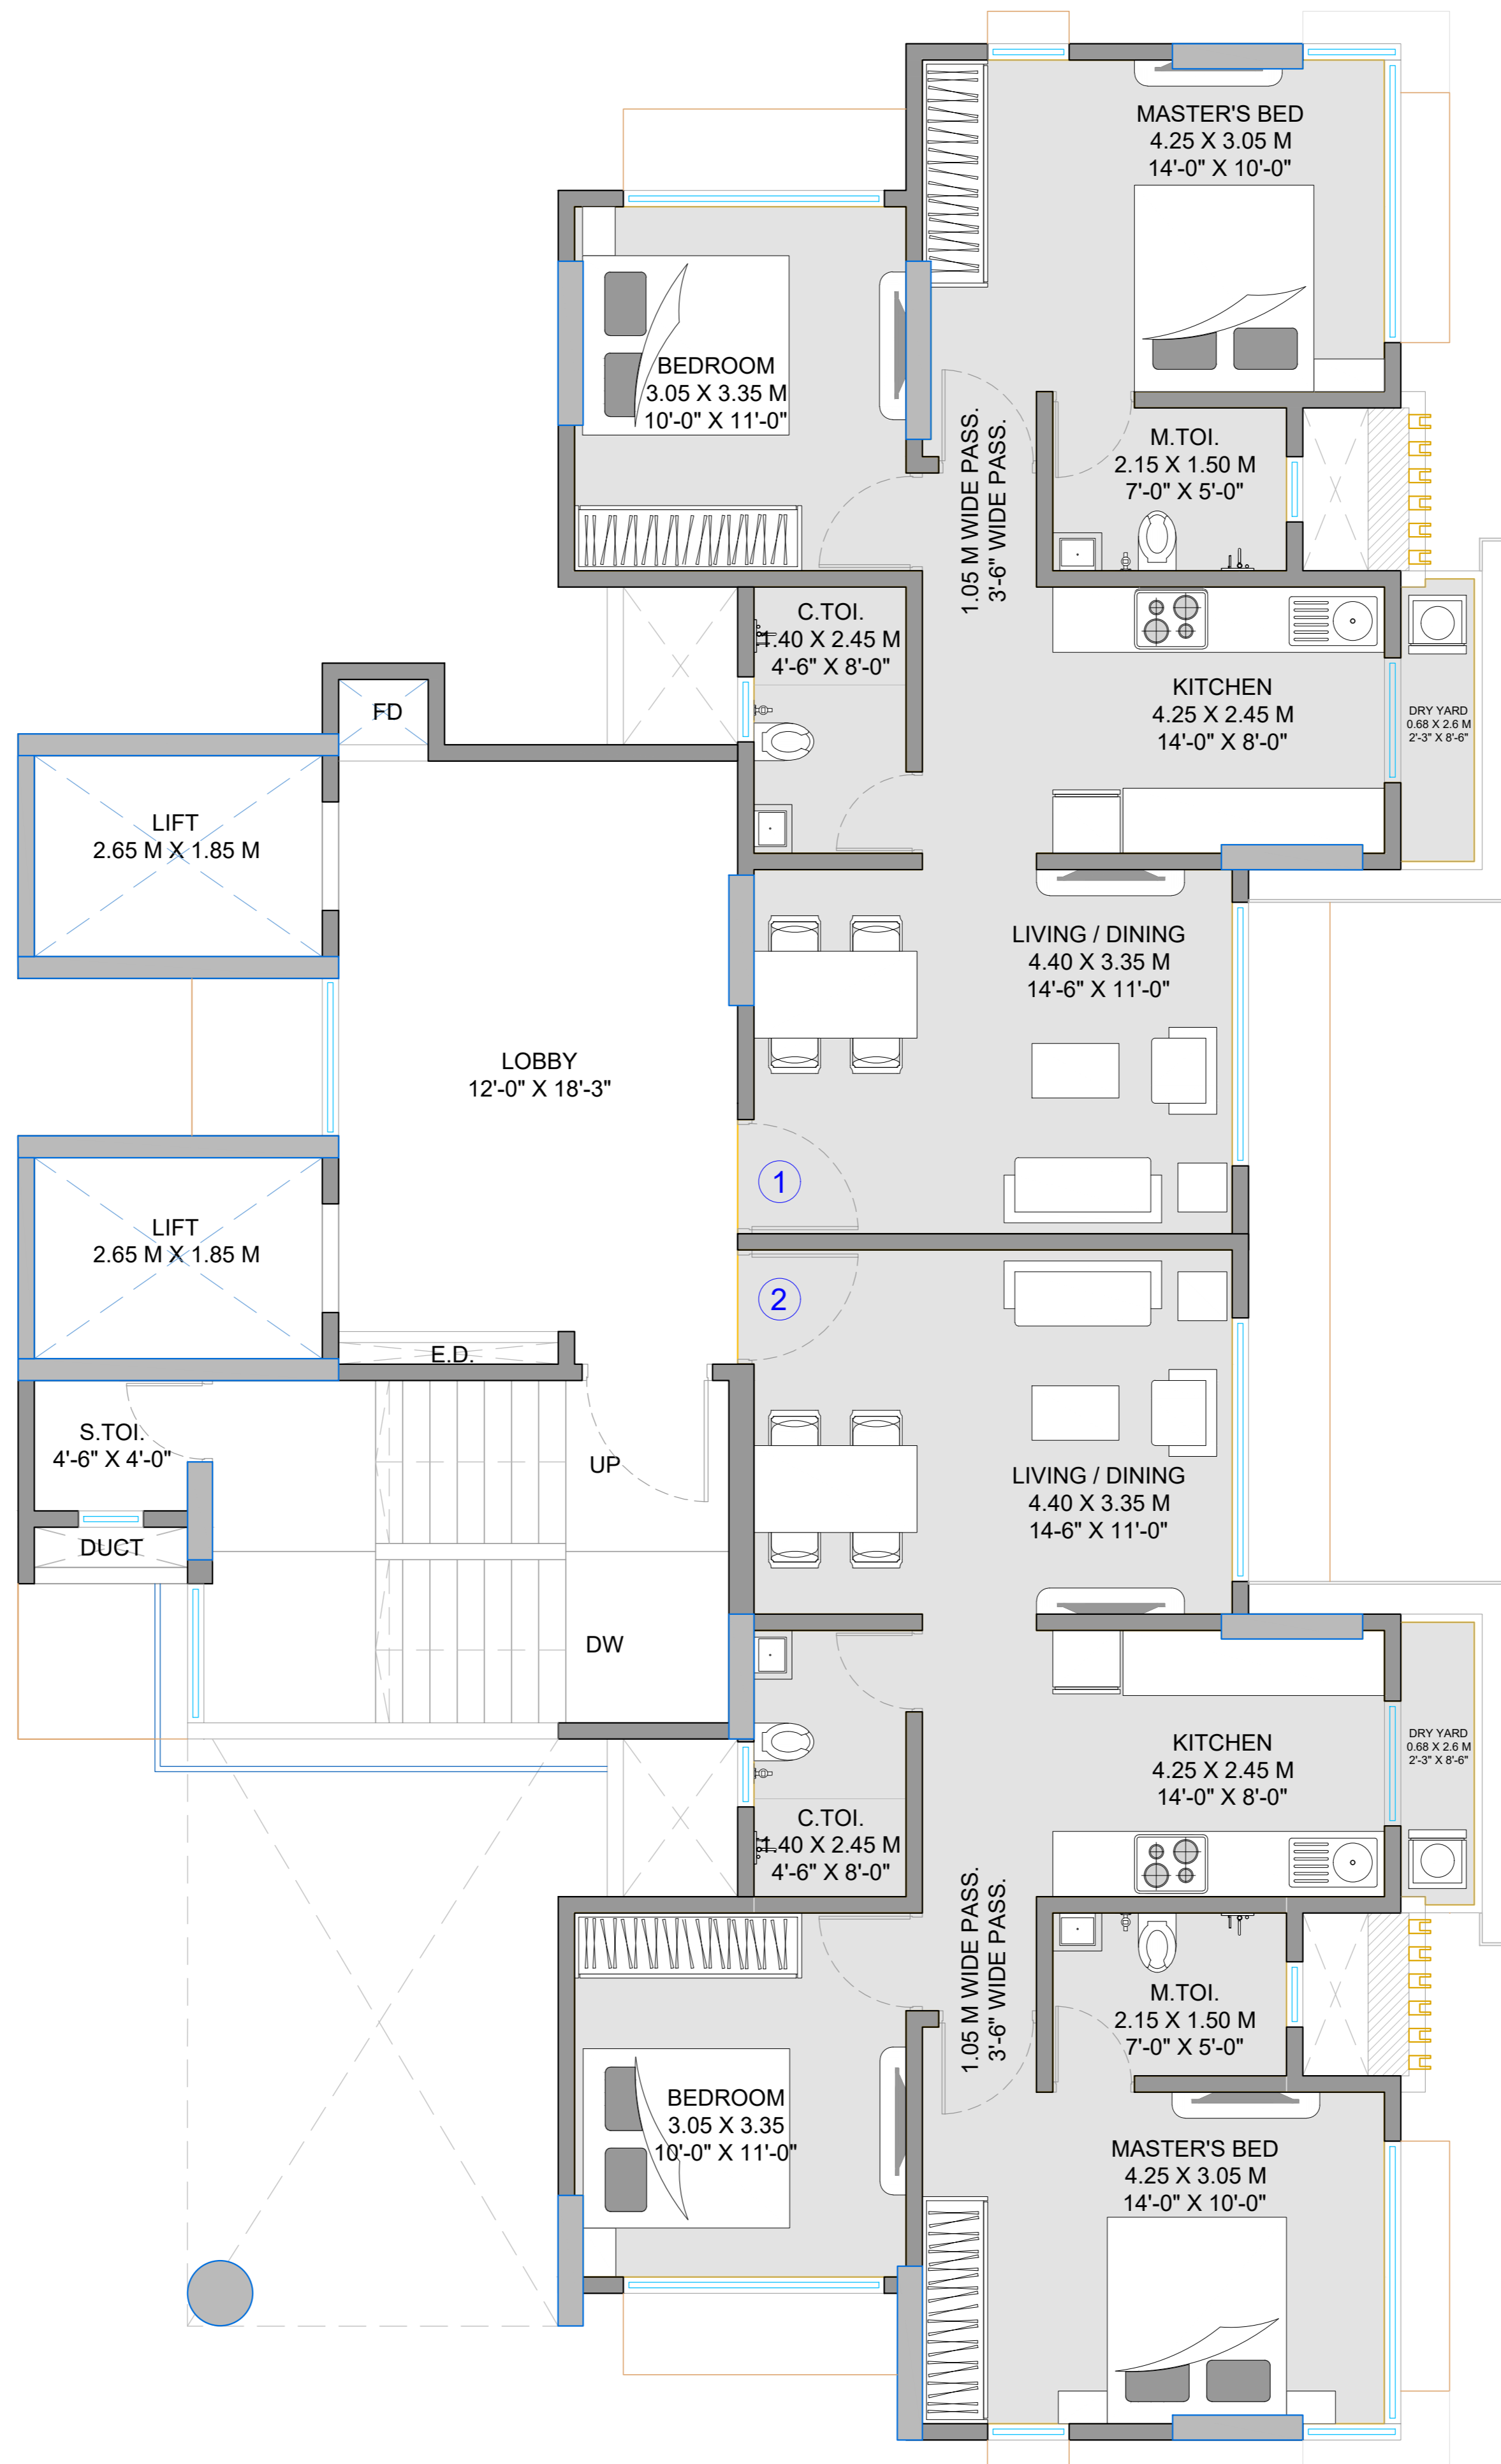 MASTER'S BED
4.25 X 3.05 M
14'-0" X 10'-0"
BEDROOM
3.05 X 3.35 M
10'-0" X 11'-0"
1.05 M WIDE PASS.
3'-6" WIDE PASS.
M.TOI.
2.15 X 1.50 M
7'-0" X 5'-0"
C.TOI.
1.40 X 2.45 M
4'-6" X 8'-0"
KITCHEN
4.25 X 2.45 M
14'-0" X 8'-0"
DRY YARD
0.68 X 2.6 M
2'-3" X 8'-6"
FD
LIFT
2.65 M X 1.85 M
LIVING / DINING
4.40 X 3.35 M
14'-6" X 11'-0"
LOBBY
12'-0" X 18'-3"
1
LIFT
2.65 M X 1.85 M
2
E.D.
S.TOI.
4'-6" X 4'-0"
UP
LIVING / DINING
4.40 X 3.35 M
14-6" X 11'-0"
DUCT
DW
KITCHEN
4.25 X 2.45 M
14'-0" X 8'-0"
DRY YARD
0.68 X 2.6 M
2'-3" X 8'-6"
C.TOI.
1.40 X 2.45 M
4'-6" X 8'-0"
1.05 M WIDE PASS.
3'-6" WIDE PASS.
M.TOI.
2.15 X 1.50 M
7'-0" X 5'-0"
BEDROOM
3.05 X 3.35
10'-0" X 11'-0"
MASTER'S BED
4.25 X 3.05 M
14'-0" X 10'-0"